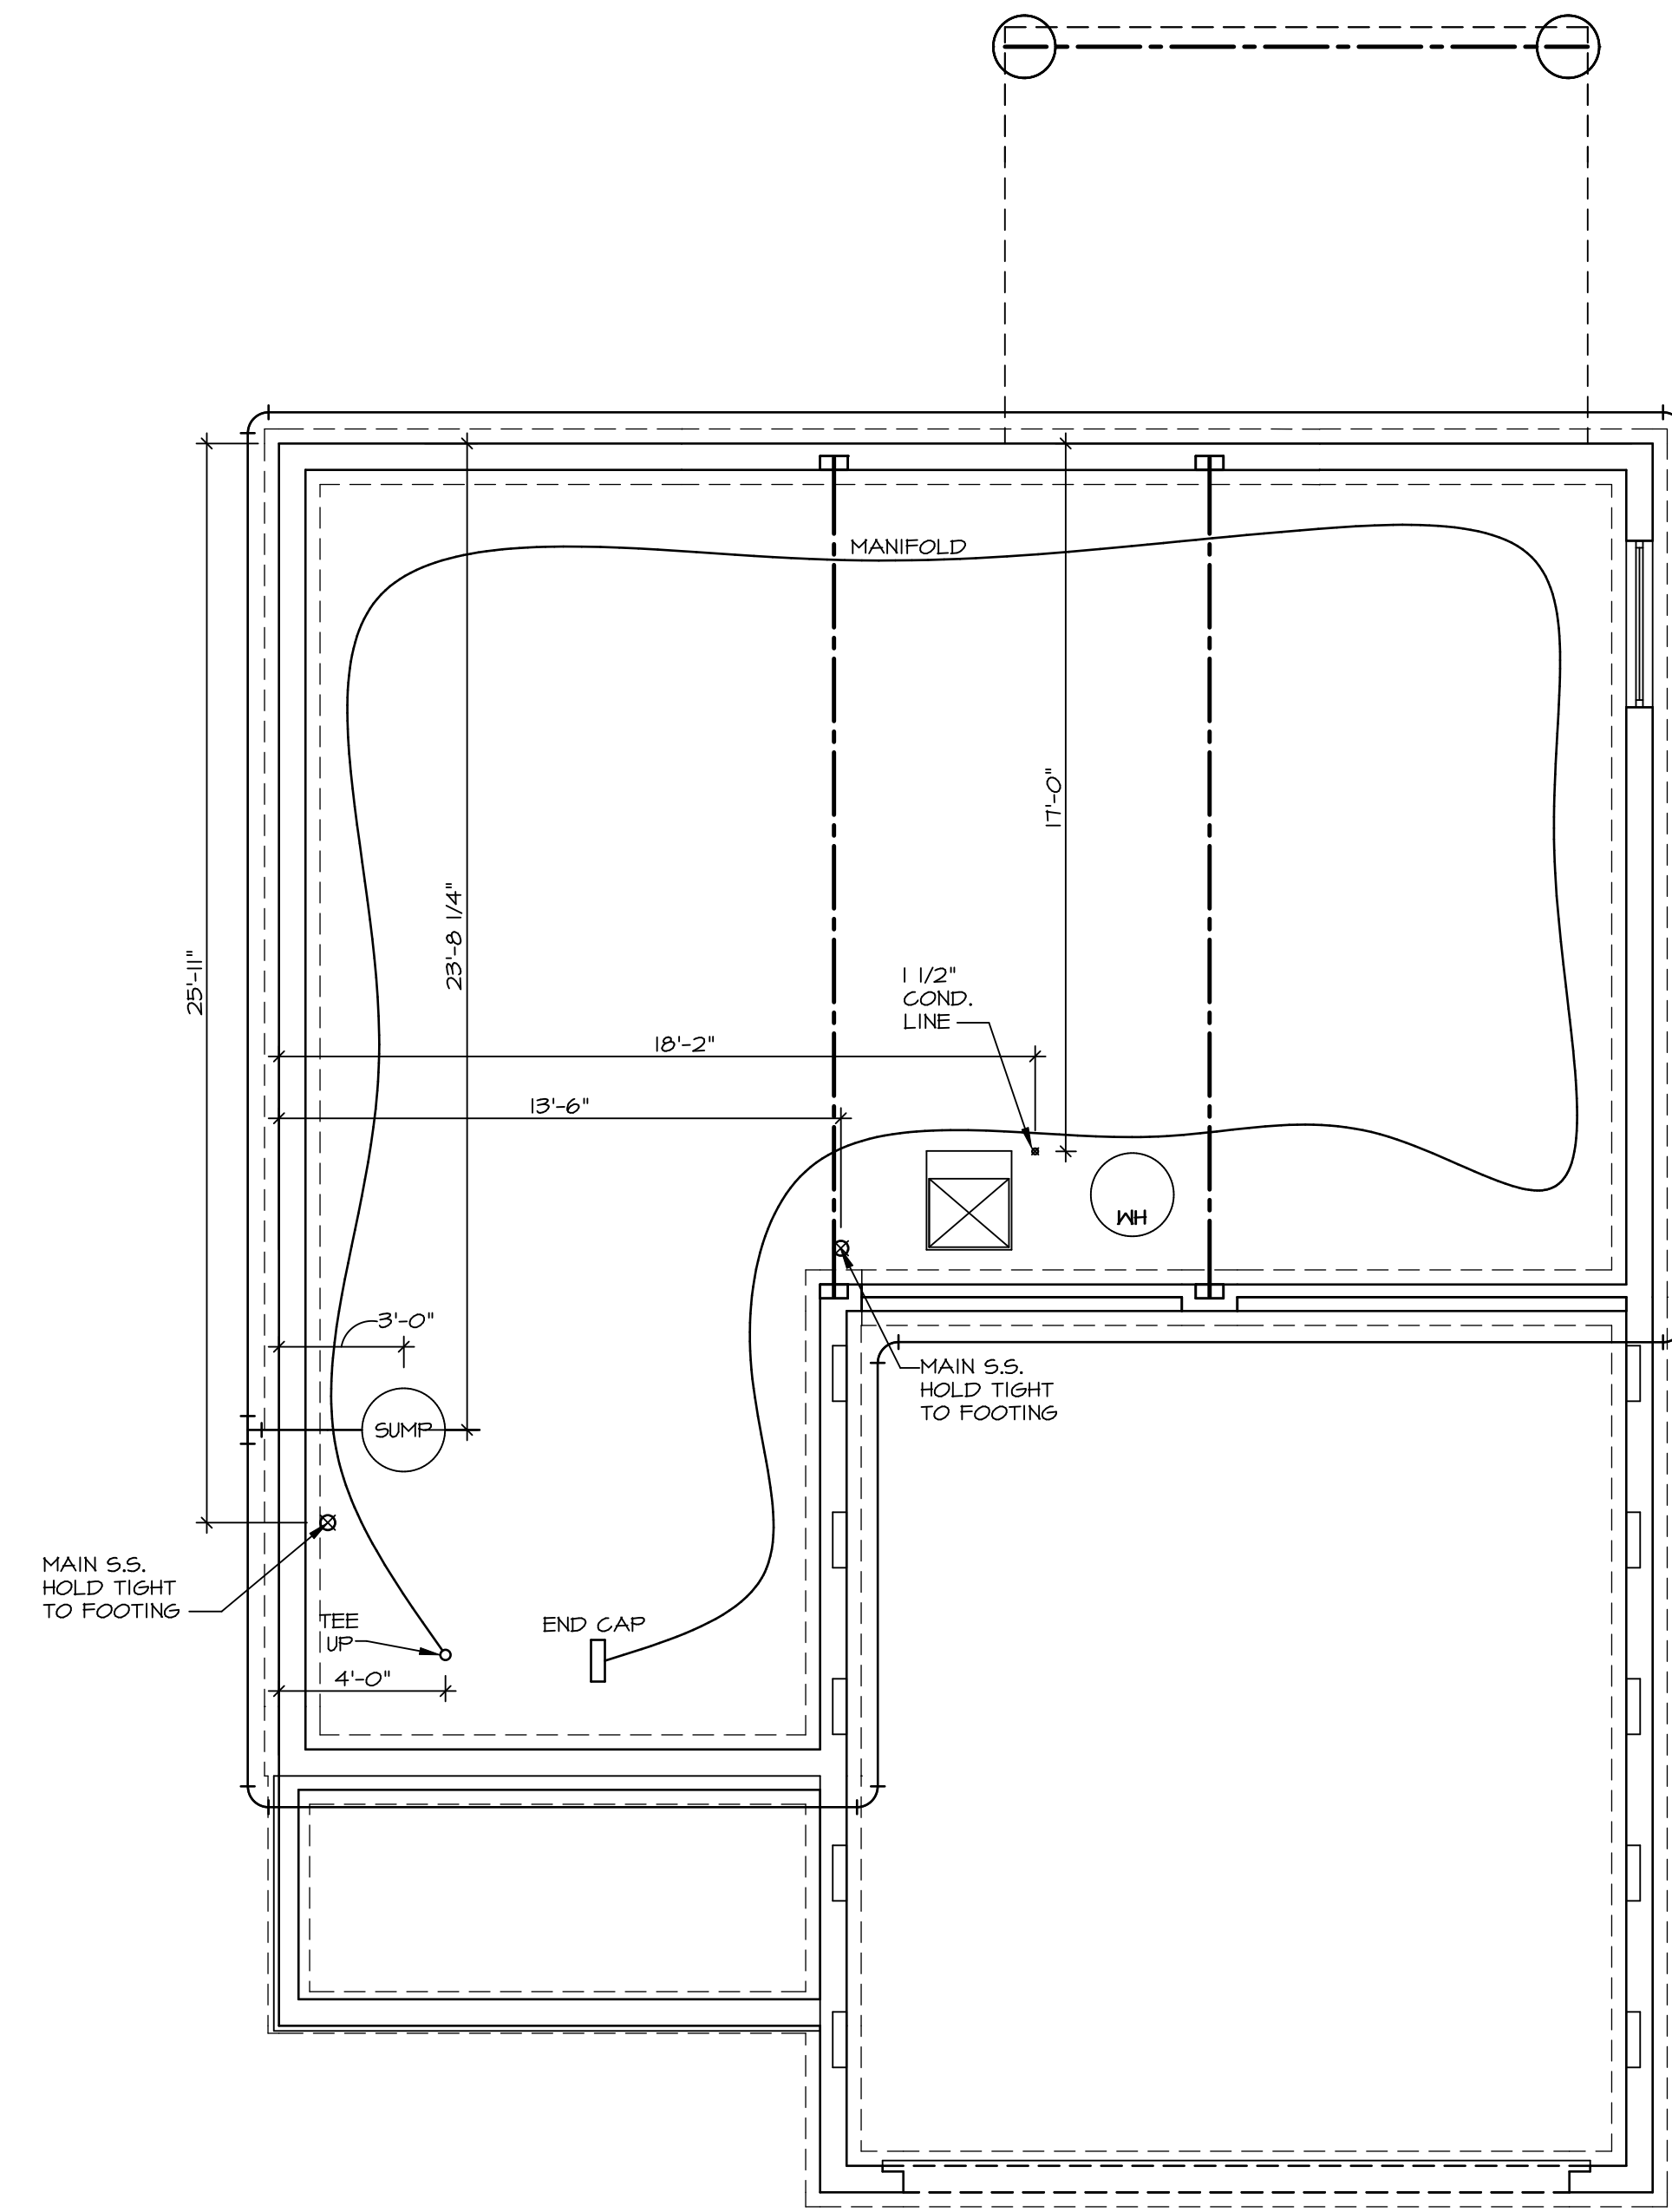 MANIFOLD
17'-0"
23'-8 1/4"
25'-11"
1 1/2"
COND.
LINE
18'-2"
13'-6"
WH
3'-0"
MAIN S.S.
HOLD TIGHT
TO FOOTING
SUMP
MAIN S.S.
HOLD TIGHT
TO FOOTING
TEE
UP
END CAP
4'-0"